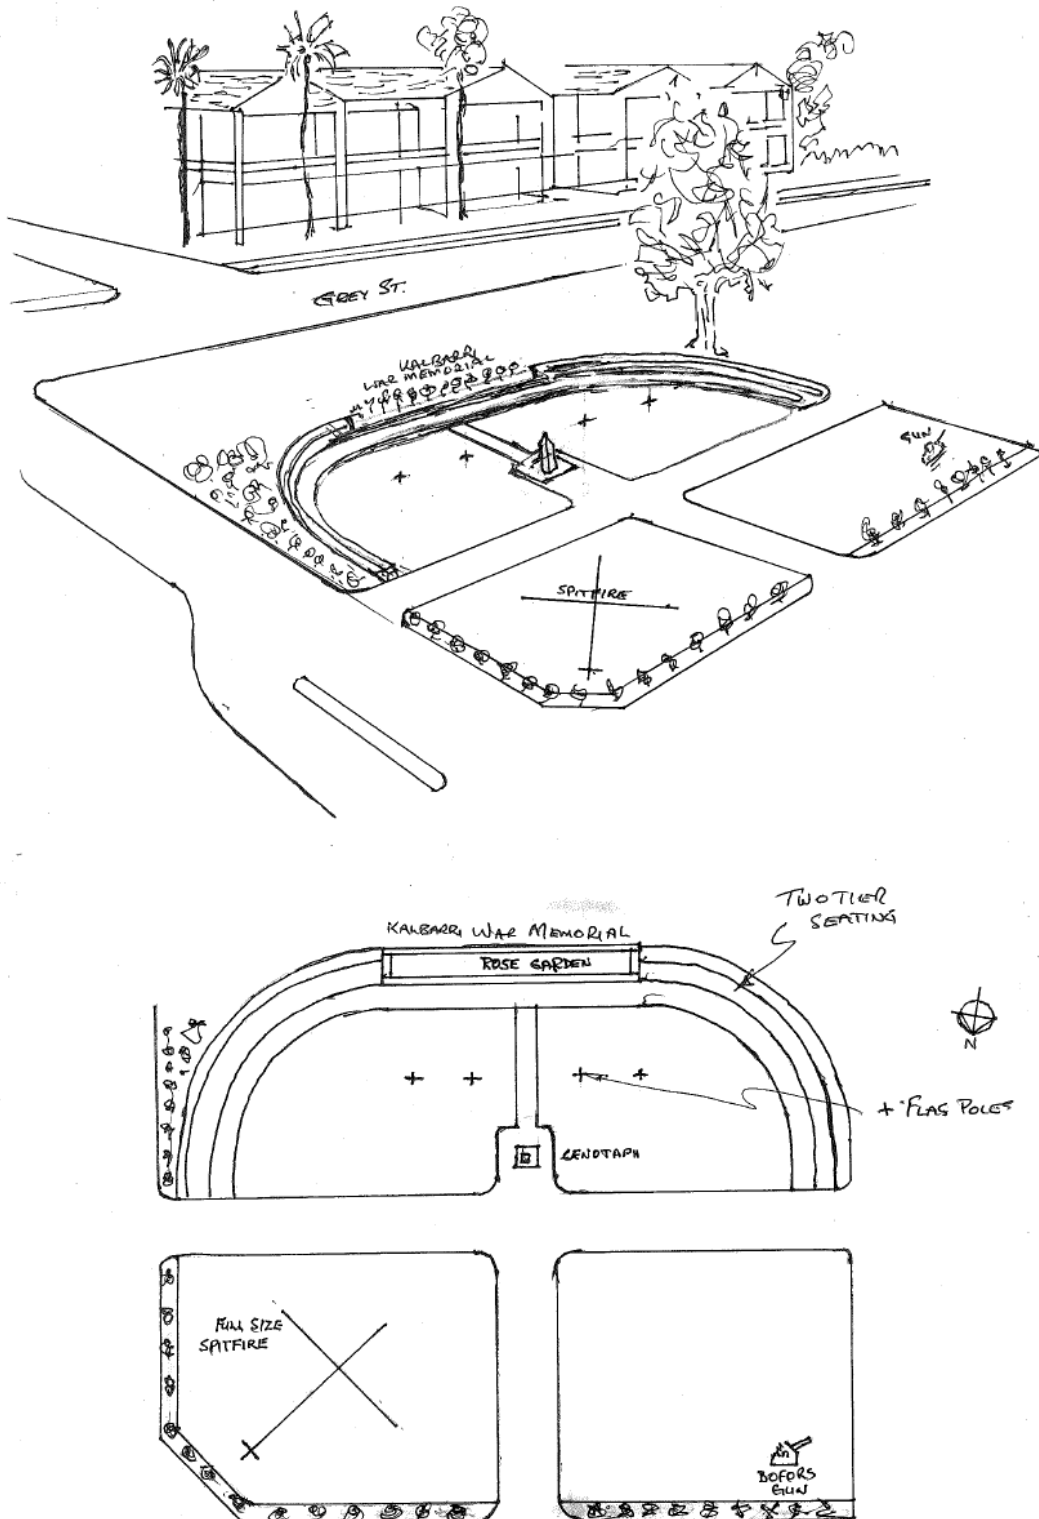 GREY ST.
KALBARRI
WAR MEMORIAL
GUN
SPITFIRE
TWO TIER
SEATING
KALBARRI WAR MEMORIAL
ROSE GARDEN
N
+ FLAG POLES
CENOTAPH
FULL SIZE
SPITFIRE
BOFORS
GUN